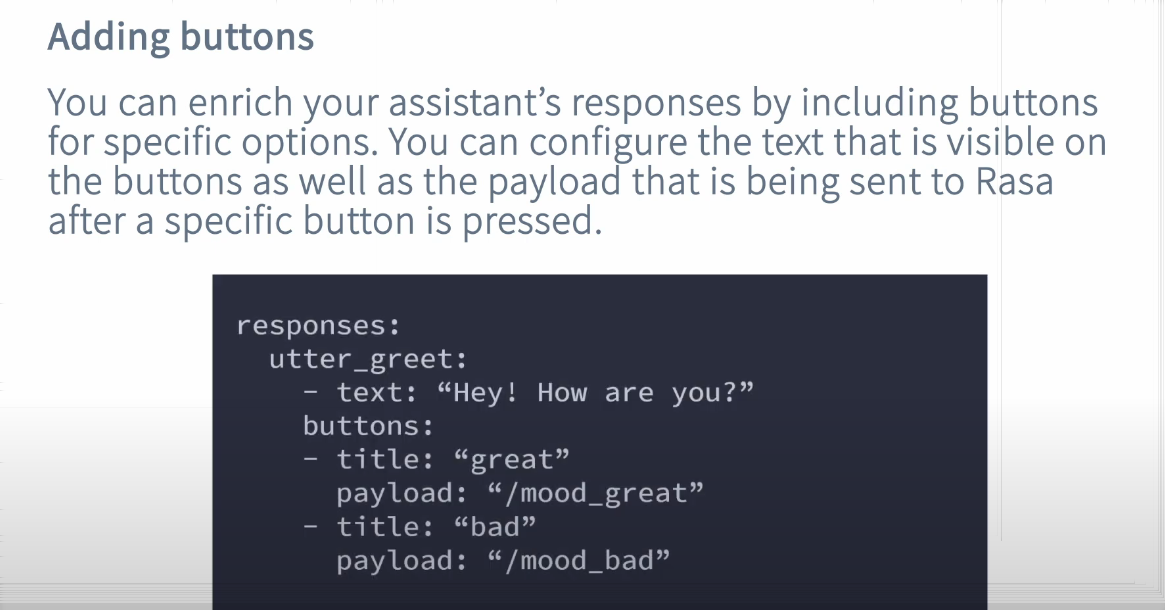 Adding buttons
You can enrich your assistant’s responses by including buttons
for specific options. You can configure the text that is visible on
the buttons as well as the payload that is being sent to Rasa
after a specific button is pressed.
responses:
  utter_greet:
    - text: “Hey! How are you?”
    buttons:
    - title: “great”
      payload: “/mood_great”
    - title: “bad”
      payload: “/mood_bad”